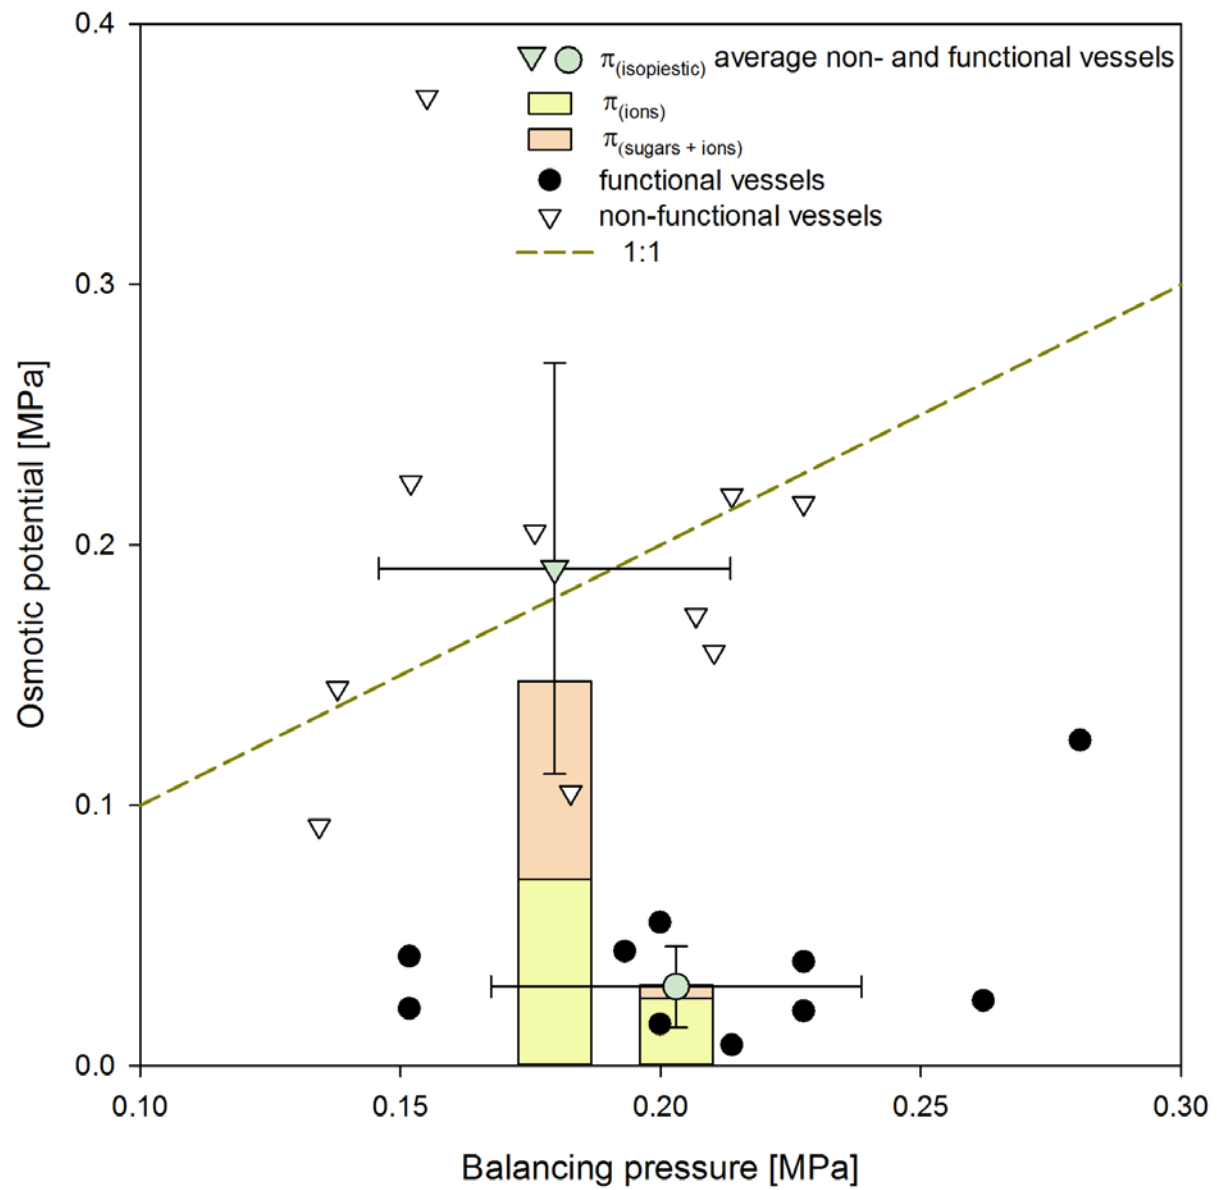 0.4
π(isopiestic) average non- and functional vessels
π(ions)
π(sugars + ions)
functional vessels
non-functional vessels
1:1
0.3
0.2
0.1
0.0
Osmotic potential [MPa]
0.10 0.15 0.20 0.25 0.30
Balancing pressure [MPa]